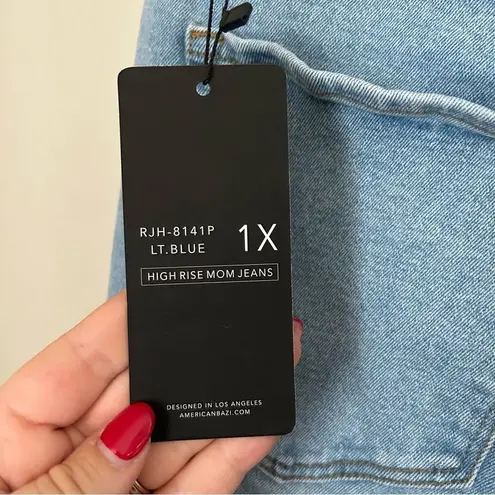 RJH-8141P
LT.BLUE 1X
HIGH RISE MOM JEANS
DESIGNED IN LOS ANGELES
AMERICANBAZI.COM